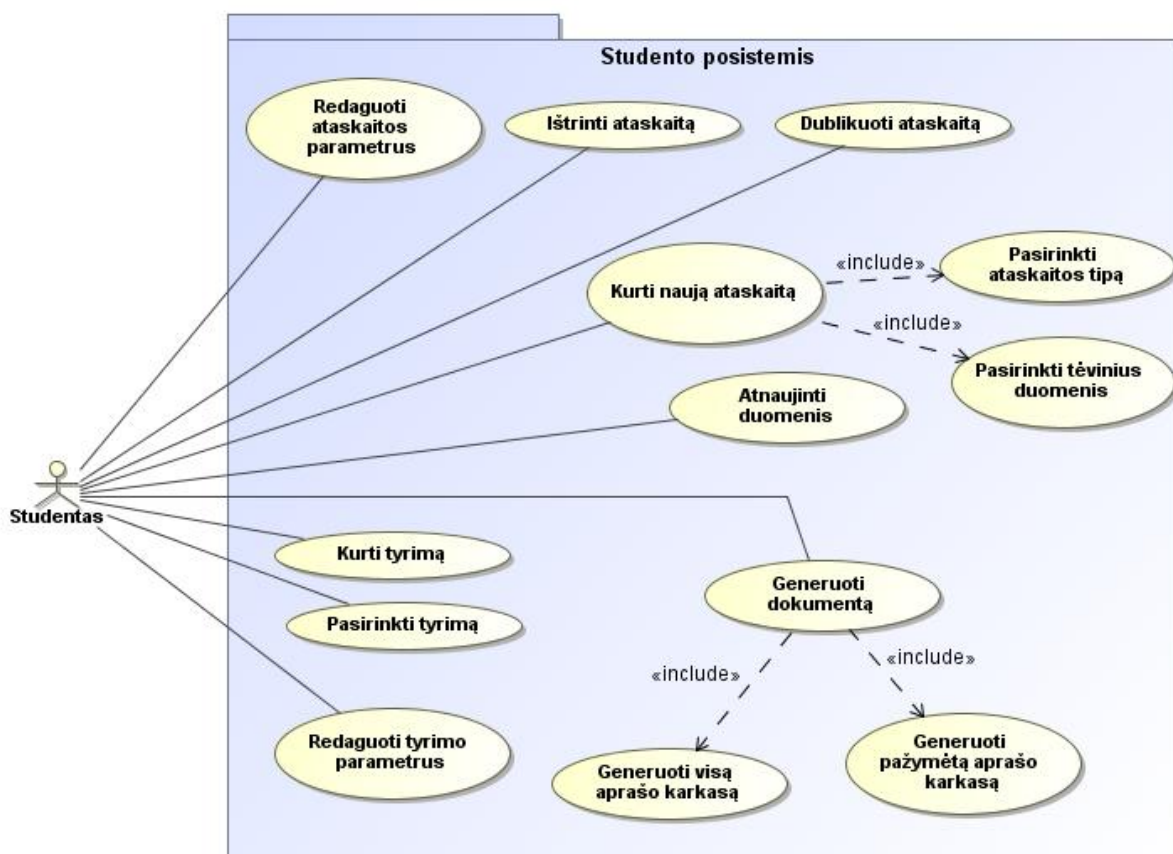 Studento posistemis
Redaguoti
ataskaitos
parametrus
Ištrinti ataskaitą
Dublikuoti ataskaitą
Kurti naują ataskaitą
«include»
Pasirinkti
ataskaitos tipą
«include»
Pasirinkti tėvinius
duomenis
Atnaujinti
duomenis
Studentas
Kurti tyrimą
Pasirinkti tyrimą
Generuoti
dokumentą
«include»
«include»
Redaguoti tyrimo
parametrus
Generuoti visą
aprašo karkasą
Generuoti
pažymėtą aprašo
karkasą